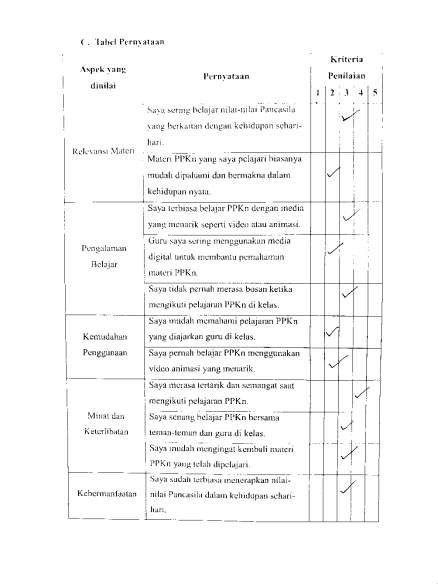 C. Tabel Pernyataan
Aspek yang
dinilai
Pernyataan
Kriteria
Penilaian
1 2 3 4 5
Relevansi Materi
Saya sering belajar nilai-nilai Pancasila
yang berkaitan dengan kehidupan sehari-
hari.
Materi PPKn yang saya pelajari biasanya
mudah dipahami dan bermakna dalam
kehidupan nyata.
Pengalaman
Belajar
Saya terbiasa belajar PPKn dengan media
yang menarik seperti video atau animasi.
Guru saya sering menggunakan media
digital untuk membantu pemahaman
materi PPKn.
Saya tidak pernah merasa bosan ketika
mengikuti pelajaran PPKn di kelas.
Kemudahan
Penggunaan
Saya mudah memahami pelajaran PPKn
yang diajarkan guru di kelas.
Saya pernah belajar PPKn menggunakan
video animasi yang menarik.
Minat dan
Keterlibatan
Saya merasa tertarik dan semangat saat
mengikuti pelajaran PPKn.
Saya senang belajar PPKn bersama
teman-teman dan guru di kelas.
Saya mudah mengingat kembali materi
PPKn yang telah dipelajari.
Kebermanfaatan
Saya sudah terbiasa menerapkan nilai-
nilai Pancasila dalam kehidupan sehari-
hari.